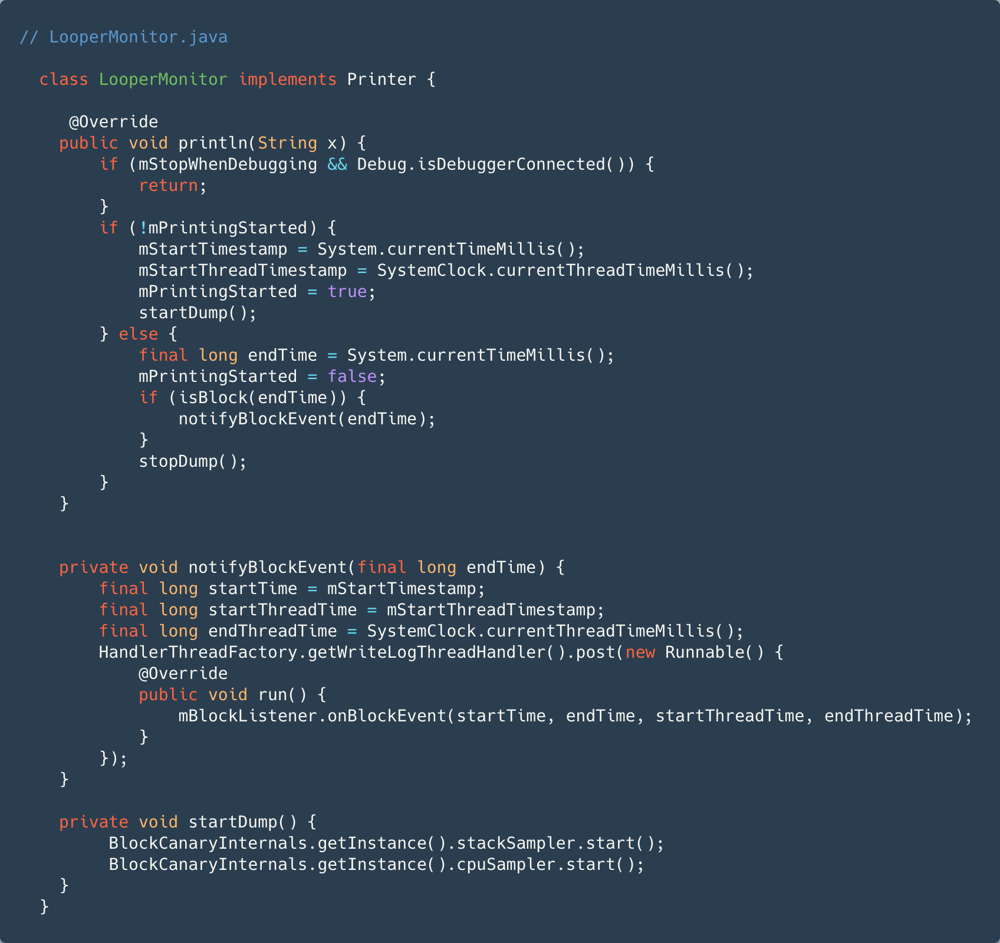 // LooperMonitor.java
class LooperMonitor implements Printer {
@Override
public void println(String x) {
if (mStopWhenDebugging && Debug.isDebuggerConnected()) {
return;
}
if (!mPrintingStarted) {
mStartTimestamp = System.currentTimeMillis();
mStartThreadTimestamp = SystemClock.currentThreadTimeMillis();
mPrintingStarted = true;
startDump();
} else {
final long endTime = System.currentTimeMillis();
mPrintingStarted = false;
if (isBlock(endTime)) {
notifyBlockEvent(endTime);
}
stopDump();
}
}
private void notifyBlockEvent(final long endTime) {
final long startTime = mStartTimestamp;
final long startThreadTime = mStartThreadTimestamp;
final long endThreadTime = SystemClock.currentThreadTimeMillis();
HandlerThreadFactory.getWriteLogThreadHandler().post(new Runnable() {
@Override
public void run() {
mBlockListener.onBlockEvent(startTime, endTime, startThreadTime, endThreadTime);
}
});
}
private void startDump() {
BlockCanaryInternals.getInstance().stackSampler.start();
BlockCanaryInternals.getInstance().cpuSampler.start();
}
}